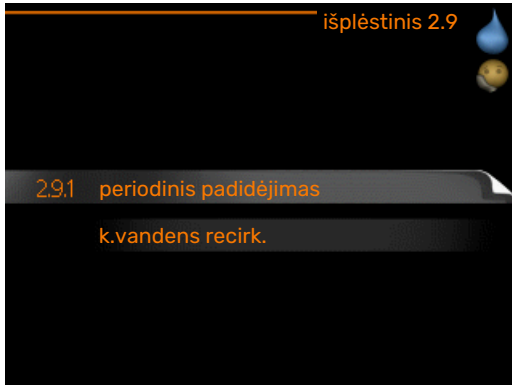 išplėstinis 2.9
2.9.1 periodinis padidėjimas
k.vandens recirk.